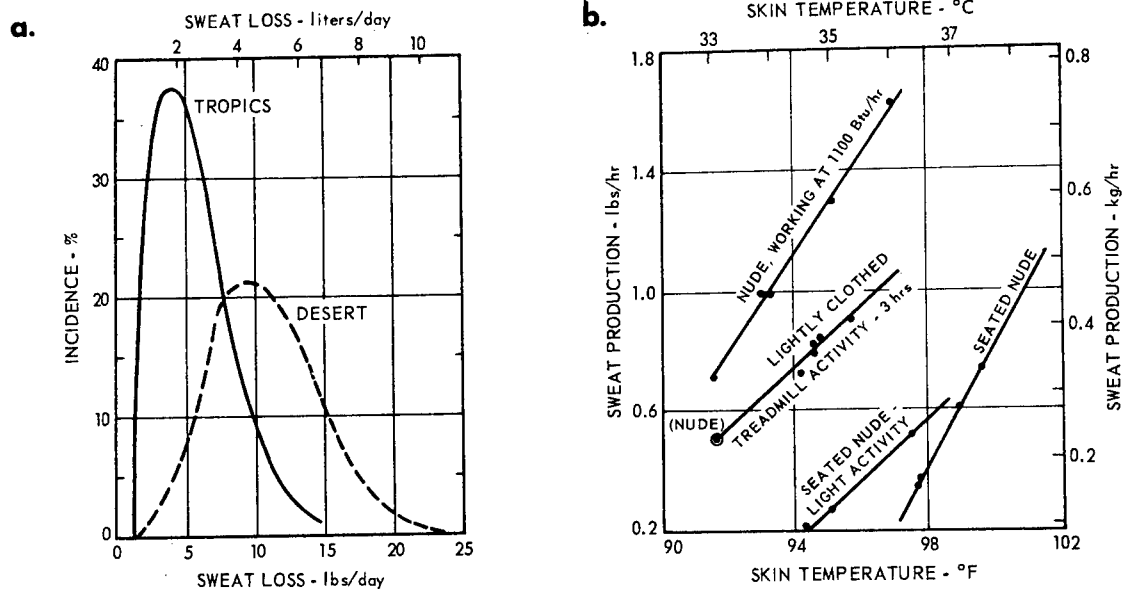 a.
SWEAT LOSS - liters/day
2 4 6 8 10
40
30
20
10
0
INCIDENCE - %
TROPICS
DESERT
0 5 10 15 20 25
SWEAT LOSS - lbs/day
b.
SKIN TEMPERATURE - °C
33 35 37
1.8
1.4
1.0
0.6
0.2
SWEAT PRODUCTION - lbs/hr
0.8
0.6
0.4
0.2
SWEAT PRODUCTION - kg/hr
NUDE, WORKING AT 1100 Btu/hr
LIGHTLY CLOTHED
TREADMILL ACTIVITY - 3 hrs
(NUDE)
SEATED NUDE -
LIGHT ACTIVITY
SEATED NUDE
90 94 98 102
SKIN TEMPERATURE - °F